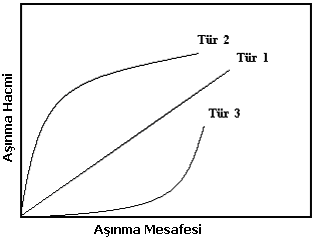 Tür 2
Tür 1
Tür 3
Aşınma Hacmi
Aşınma Mesafesi